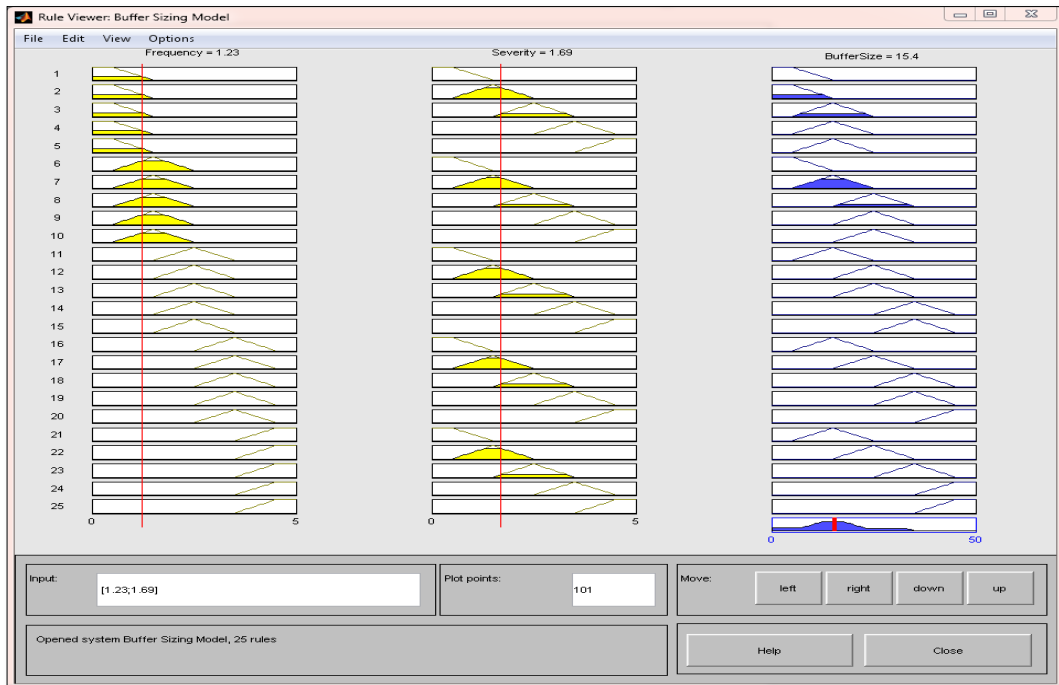 Rule Viewer: Buffer Sizing Model
File Edit View Options
Frequency = 1.23
Severity = 1.69
BufferSize = 15.4
1
2
3
4
5
6
7
8
9
10
11
12
13
14
15
16
17
18
19
20
21
22
23
24
25
0 5
0 5
0 50
Input:
[1.23;1.69]
Plot points:
101
Move:
left right down up
Opened system Buffer Sizing Model, 25 rules
Help Close